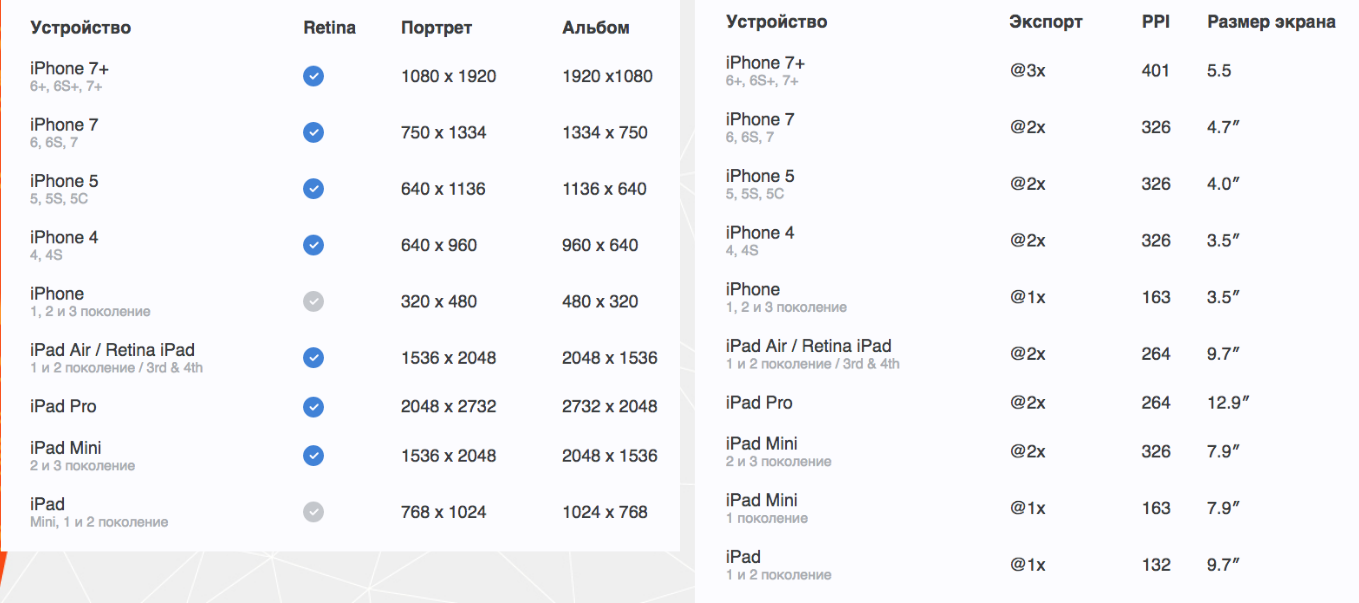 Устройство Retina Портрет Альбом
iPhone 7+ 1080 x 1920 1920 x1080
6+, 6S+, 7+
iPhone 7 750 x 1334 1334 x 750
6, 6S, 7
iPhone 5 640 x 1136 1136 x 640
5, 5S, 5C
iPhone 4 640 x 960 960 x 640
4, 4S
iPhone 320 x 480 480 x 320
1, 2 и 3 поколение
iPad Air / Retina iPad 1536 x 2048 2048 x 1536
1 и 2 поколение / 3rd & 4th
iPad Pro 2048 x 2732 2732 x 2048
iPad Mini 1536 x 2048 2048 x 1536
2 и 3 поколение
iPad 768 x 1024 1024 x 768
Mini, 1 и 2 поколение
Устройство Экспорт PPI Размер экрана
iPhone 7+ @3x 401 5.5
6+, 6S+, 7+
iPhone 7 @2x 326 4.7″
6, 6S, 7
iPhone 5 @2x 326 4.0″
5, 5S, 5C
iPhone 4 @2x 326 3.5″
4, 4S
iPhone @1x 163 3.5″
1, 2 и 3 поколение
iPad Air / Retina iPad @2x 264 9.7″
1 и 2 поколение / 3rd & 4th
iPad Pro @2x 264 12.9″
iPad Mini @2x 326 7.9″
2 и 3 поколение
iPad Mini @1x 163 7.9″
1 поколение
iPad @1x 132 9.7″
1 и 2 поколение